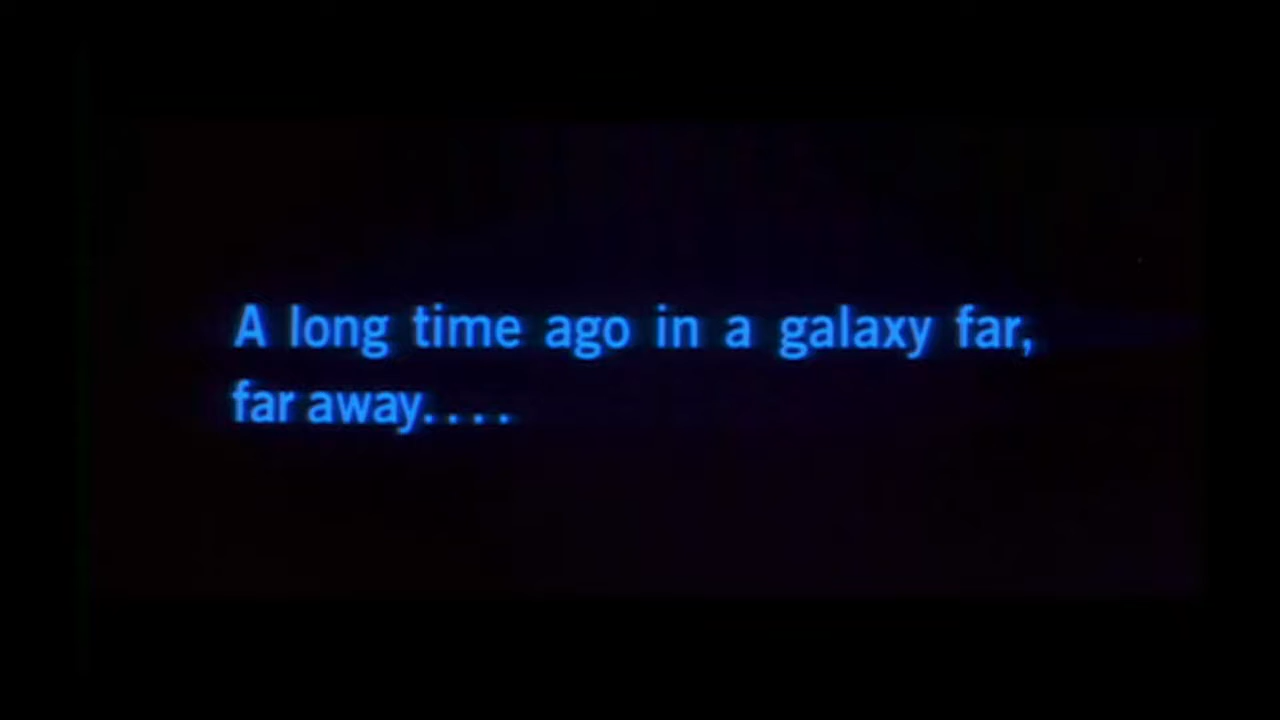 A long time ago in a galaxy far,
far away. . . .